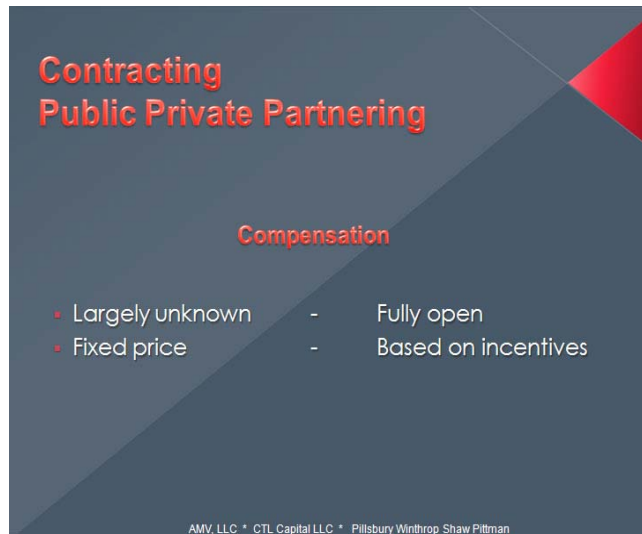 Contracting
Public Private Partnering
Compensation
▪ Largely unknown - Fully open
▪ Fixed price - Based on incentives
AMV, LLC * CTL Capital LLC * Pillsbury Winthrop Shaw Pittman